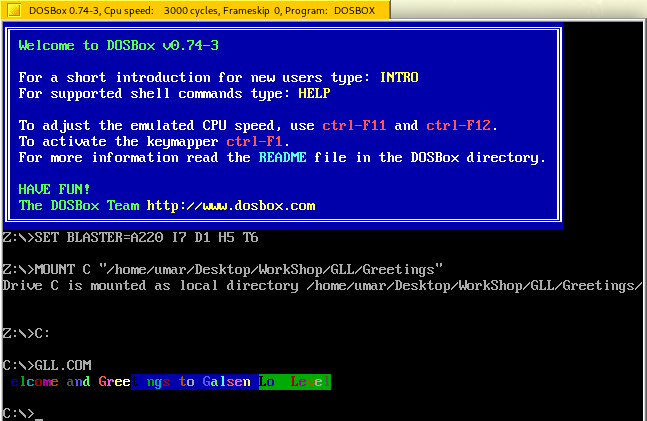 DOSBox 0.74-3, Cpu speed: 3000 cycles, Frameskip 0, Program: DOSBOX
Welcome to DOSBox v0.74-3
For a short introduction for new users type: INTRO
For supported shell commands type: HELP
To adjust the emulated CPU speed, use ctrl-F11 and ctrl-F12.
To activate the keymapper ctrl-F1.
For more information read the README file in the DOSBox directory.
HAVE FUN!
The DOSBox Team http://www.dosbox.com
Z:\>SET BLASTER=A220 I7 D1 H5 T6
Z:\>MOUNT C "/home/umar/Desktop/WorkShop/GLL/Greetings"
Drive C is mounted as local directory /home/umar/Desktop/WorkShop/GLL/Greetings/
Z:\>C:
C:\>GLL.COM
elcome and Greetings to Galsen Lo Level
C:\>_